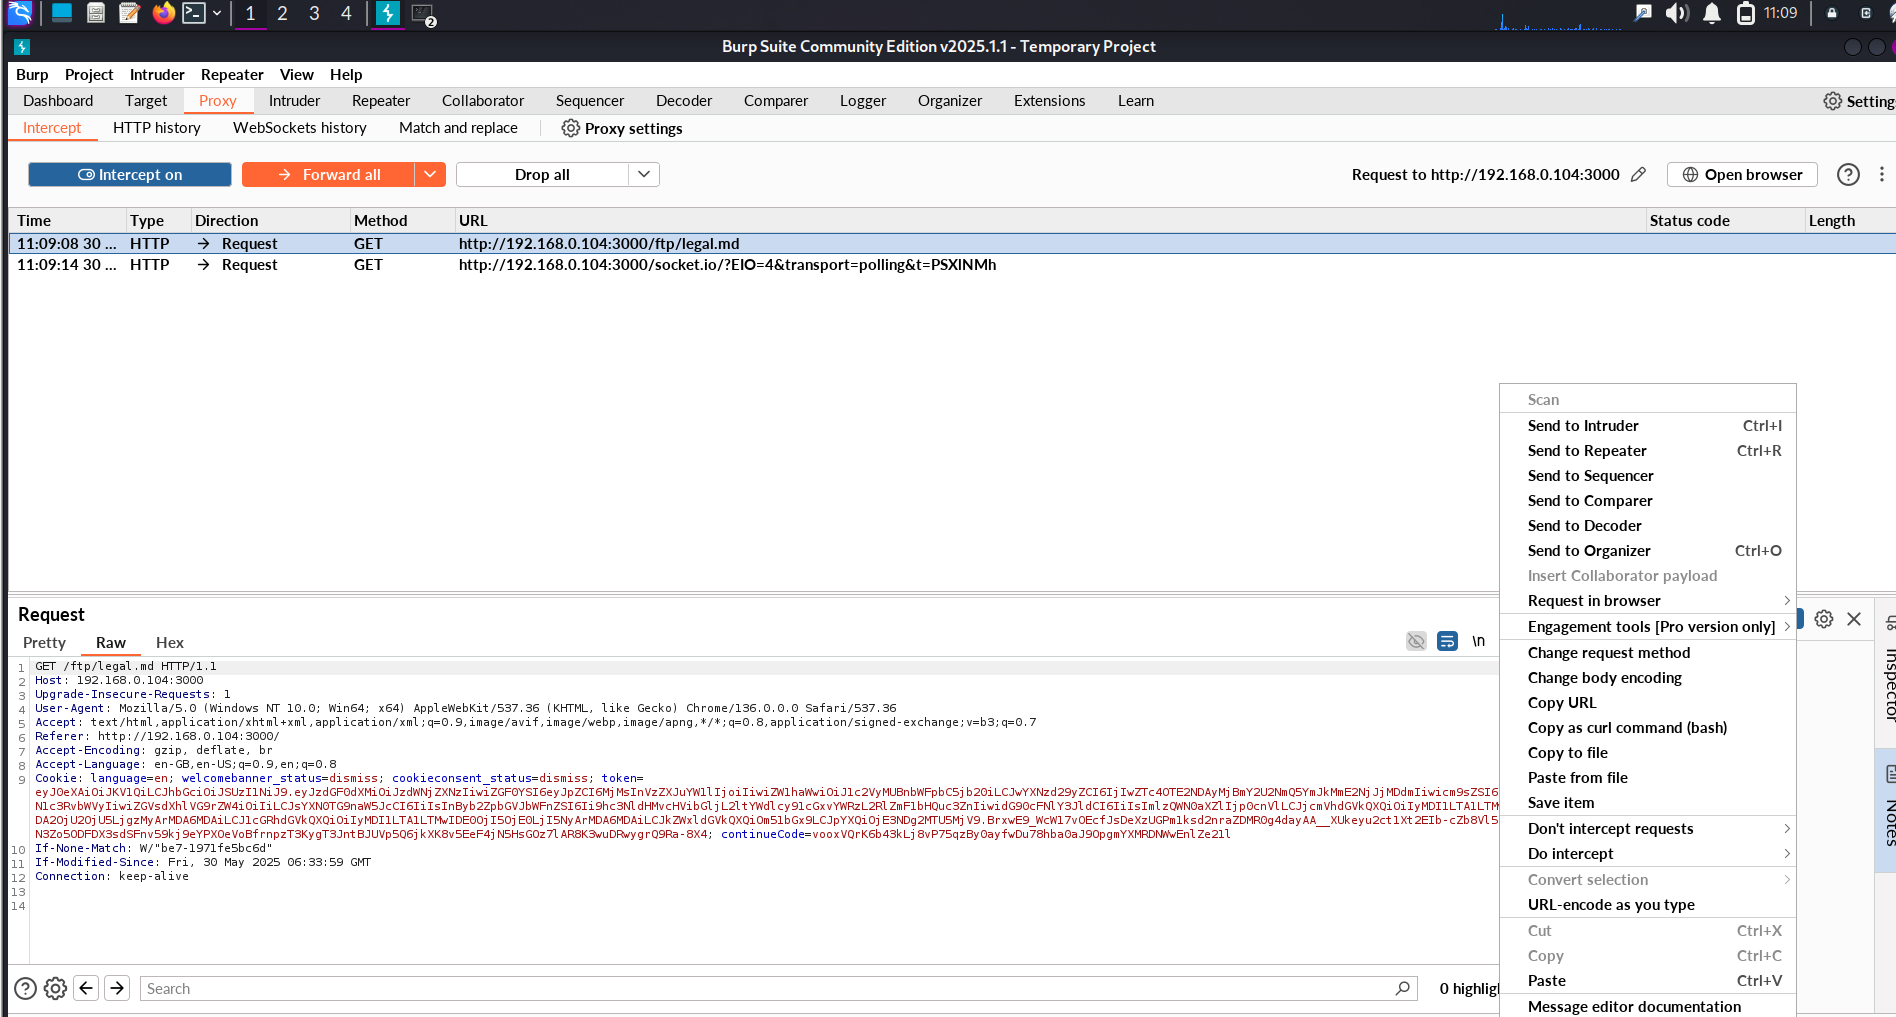 1 2 3 4 2 11:09
Burp Suite Community Edition v2025.1.1 - Temporary Project
Burp Project Intruder Repeater View Help
Dashboard Target Proxy Intruder Repeater Collaborator Sequencer Decoder Comparer Logger Organizer Extensions Learn Setting
Intercept HTTP history WebSockets history Match and replace Proxy settings
Intercept on Forward all Drop all Request to http://192.168.0.104:3000 Open browser
Time Type Direction Method URL Status code Length
11:09:08 30 ... HTTP → Request GET http://192.168.0.104:3000/ftp/legal.md
11:09:14 30 ... HTTP → Request GET http://192.168.0.104:3000/socket.io/?EIO=4&transport=polling&t=PSXlNMh
Scan
Send to Intruder Ctrl+I
Send to Repeater Ctrl+R
Send to Sequencer
Send to Comparer
Send to Decoder
Send to Organizer Ctrl+O
Insert Collaborator payload
Request in browser
Engagement tools [Pro version only]
Change request method
Change body encoding
Copy URL
Copy as curl command (bash)
Copy to file
Paste from file
Save item
Don't intercept requests
Do intercept
Convert selection
URL-encode as you type
Cut Ctrl+X
Copy Ctrl+C
Paste Ctrl+V
Message editor documentation
Request
Pretty Raw Hex
\n
1 GET /ftp/legal.md HTTP/1.1
2 Host: 192.168.0.104:3000
3 Upgrade-Insecure-Requests: 1
4 User-Agent: Mozilla/5.0 (Windows NT 10.0; Win64; x64) AppleWebKit/537.36 (KHTML, like Gecko) Chrome/136.0.0.0 Safari/537.36
5 Accept: text/html,application/xhtml+xml,application/xml;q=0.9,image/avif,image/webp,image/apng,*/*;q=0.8,application/signed-exchange;v=b3;q=0.7
6 Referer: http://192.168.0.104:3000/
7 Accept-Encoding: gzip, deflate, br
8 Accept-Language: en-GB,en-US;q=0.9,en;q=0.8
9 Cookie: language=en; welcomebanner_status=dismiss; cookieconsent_status=dismiss; token=
continueCode=
10 If-None-Match: W/"be7-1971fe5bc6d"
11 If-Modified-Since: Fri, 30 May 2025 06:33:59 GMT
12 Connection: keep-alive
13
14
Search
0 highlig
Inspector
Notes